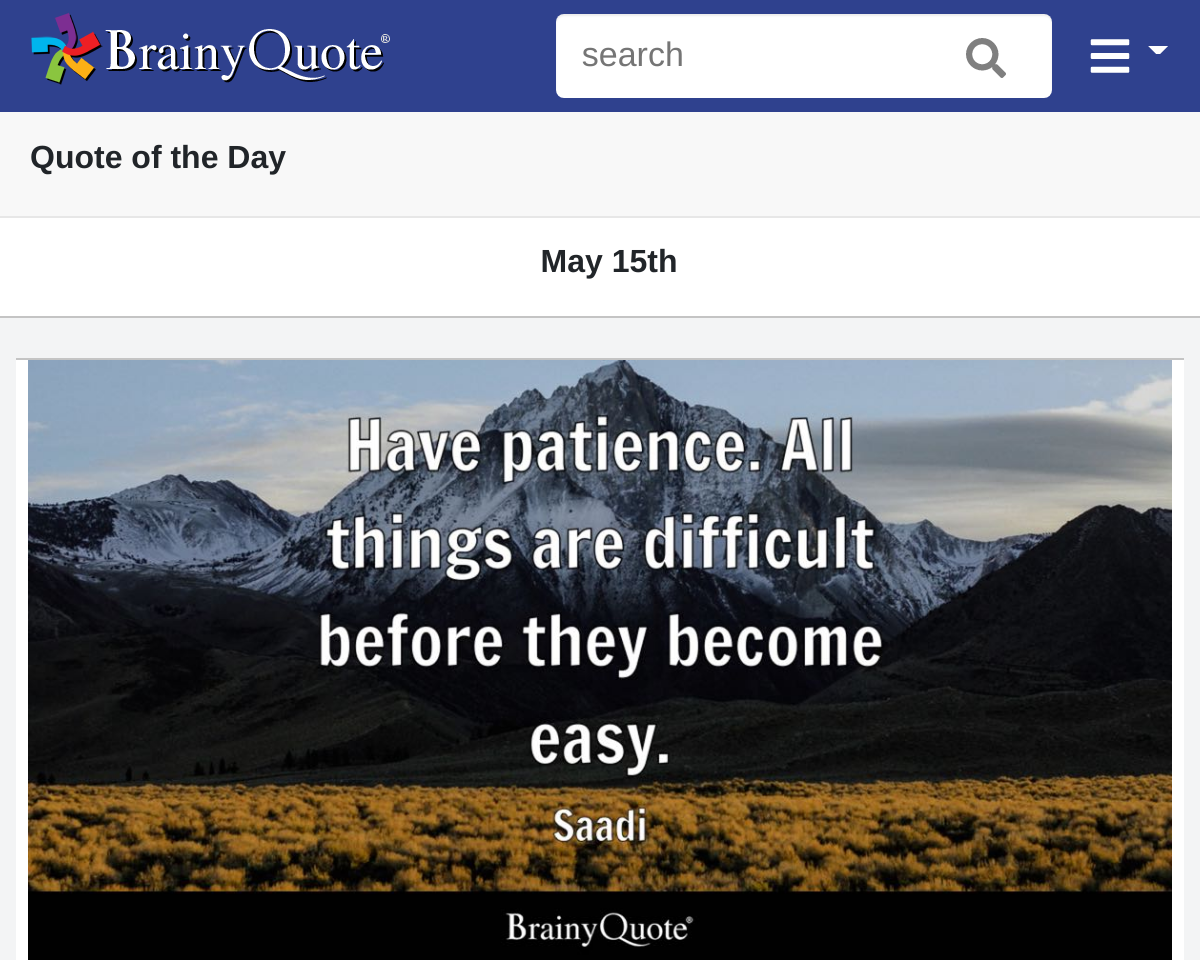 BrainyQuote®
search
Quote of the Day
May 15th
Have patience. All
things are difficult
before they become
easy.
Saadi
BrainyQuote®